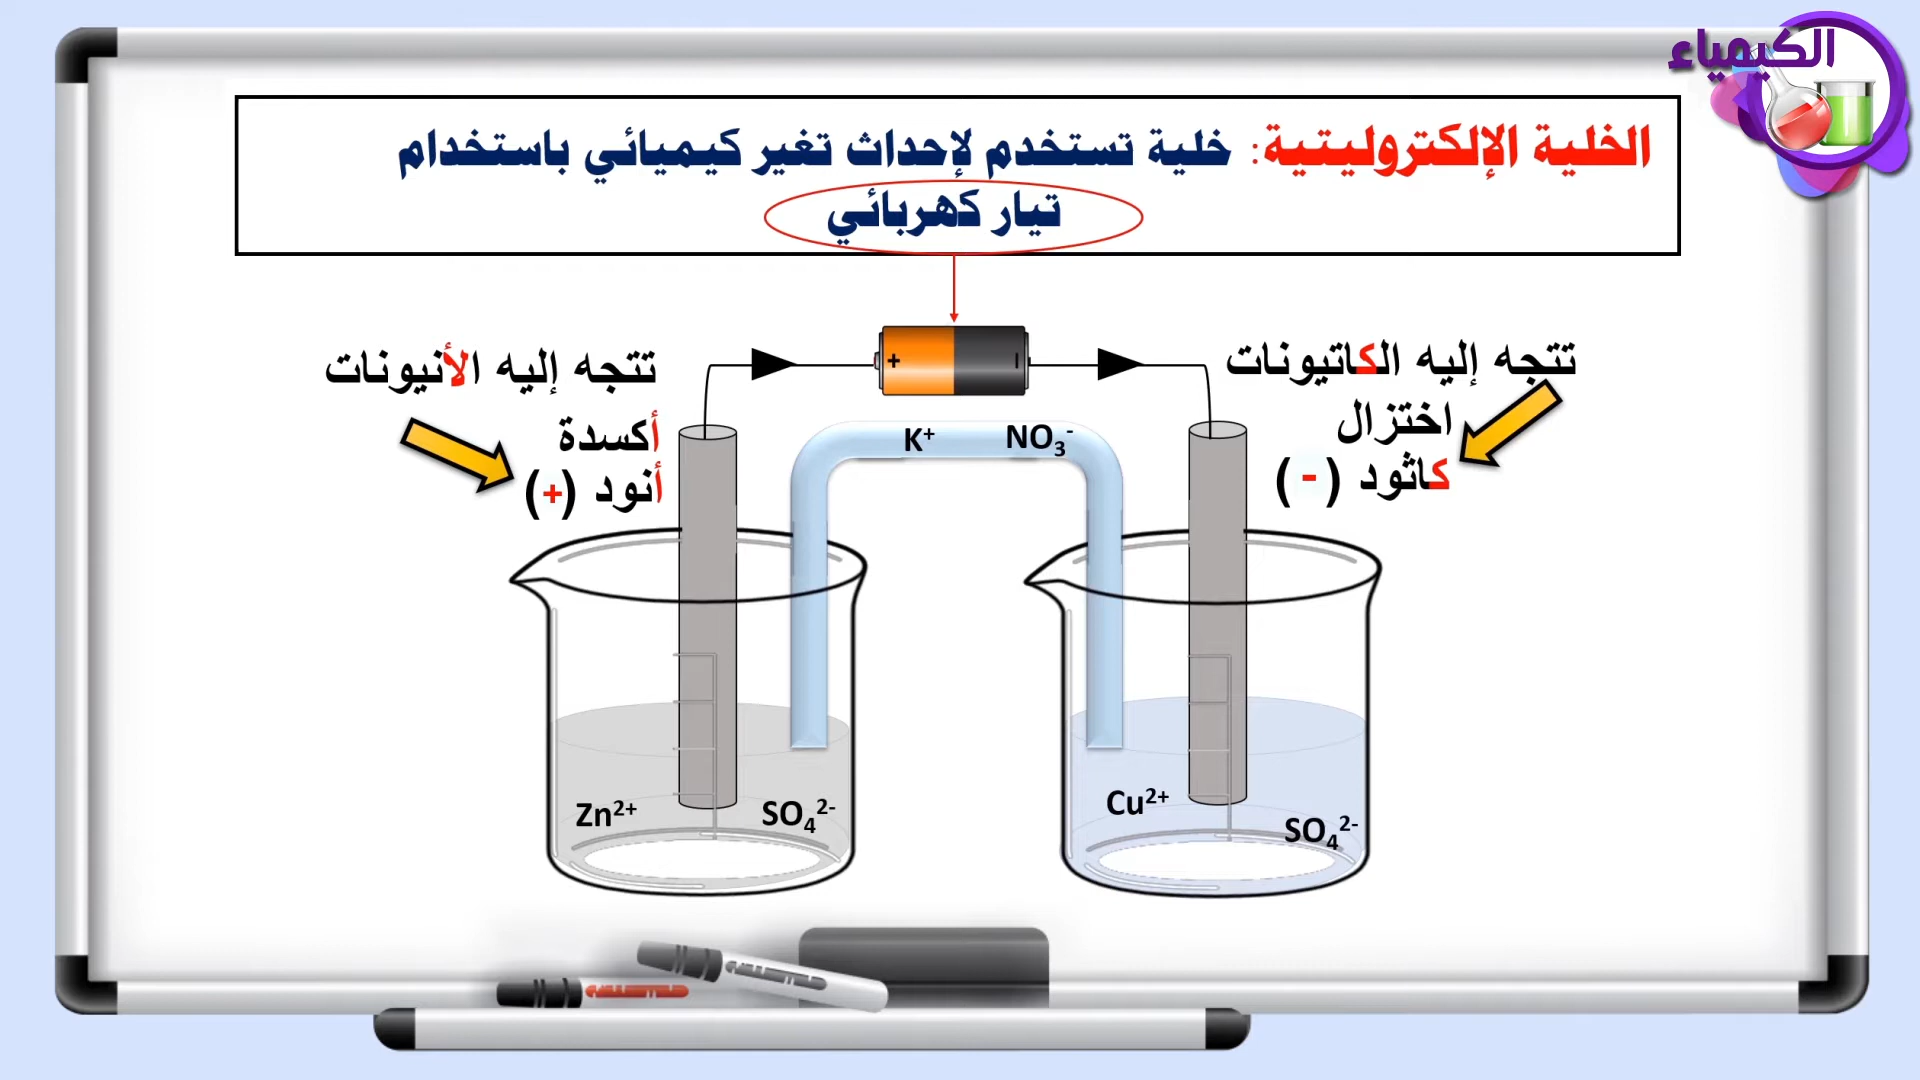 الكيمياء
الخلية الإلكتروليتية: خلية تستخدم لإحداث تغير كيميائي باستخدام
تيار كهربائي
تتجه إليه الكاتيونات
اختزال
كاثود ( - )
تتجه إليه الأنيونات
أكسدة
أنود (+)
+ -
K⁺ NO₃⁻
Zn²⁺ SO₄²⁻
Cu²⁺ SO₄²⁻